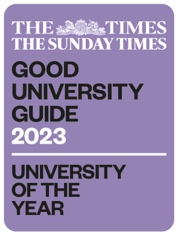 THE TIMES
THE SUNDAY TIMES
GOOD
UNIVERSITY
GUIDE
2023
UNIVERSITY
OF THE
YEAR